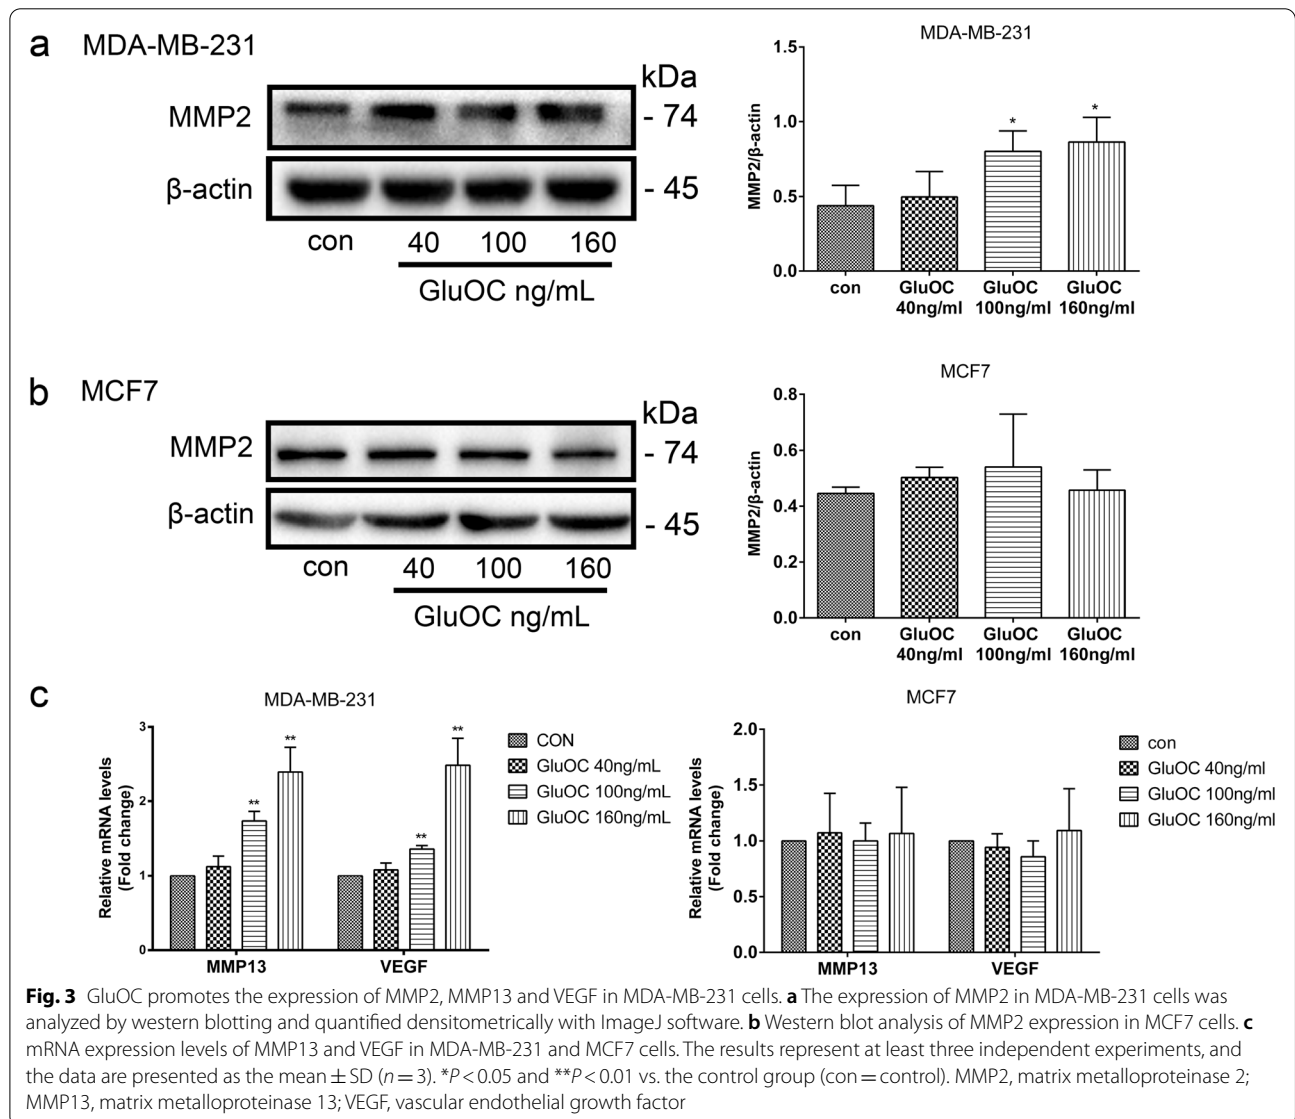 a MDA-MB-231
kDa
MMP2
- 74
β-actin
- 45
con 40 100 160
GluOC ng/mL
MDA-MB-231
MMP2/β-actin
1.5
1.0
0.5
0.0
*
*
con GluOC GluOC GluOC
40ng/ml 100ng/ml 160ng/ml
b MCF7
kDa
MMP2
- 74
β-actin
- 45
con 40 100 160
GluOC ng/mL
MCF7
MMP2/β-actin
0.8
0.6
0.4
0.2
0.0
con GluOC GluOC GluOC
40ng/ml 100ng/ml 160ng/ml
c
MDA-MB-231
Relative mRNA levels
(Fold change)
3
2
1
0
** ** ** **
MMP13 VEGF
CON
GluOC 40ng/mL
GluOC 100ng/mL
GluOC 160ng/mL
MCF7
Relative mRNA levels
(Fold change)
2.0
1.5
1.0
0.5
0.0
MMP13 VEGF
con
GluOC 40ng/ml
GluOC 100ng/ml
GluOC 160ng/ml
Fig. 3 GluOC promotes the expression of MMP2, MMP13 and VEGF in MDA-MB-231 cells. a The expression of MMP2 in MDA-MB-231 cells was
analyzed by western blotting and quantified densitometrically with ImageJ software. b Western blot analysis of MMP2 expression in MCF7 cells. c
mRNA expression levels of MMP13 and VEGF in MDA-MB-231 and MCF7 cells. The results represent at least three independent experiments, and
the data are presented as the mean ± SD (n = 3). *P < 0.05 and **P < 0.01 vs. the control group (con = control). MMP2, matrix metalloproteinase 2;
MMP13, matrix metalloproteinase 13; VEGF, vascular endothelial growth factor